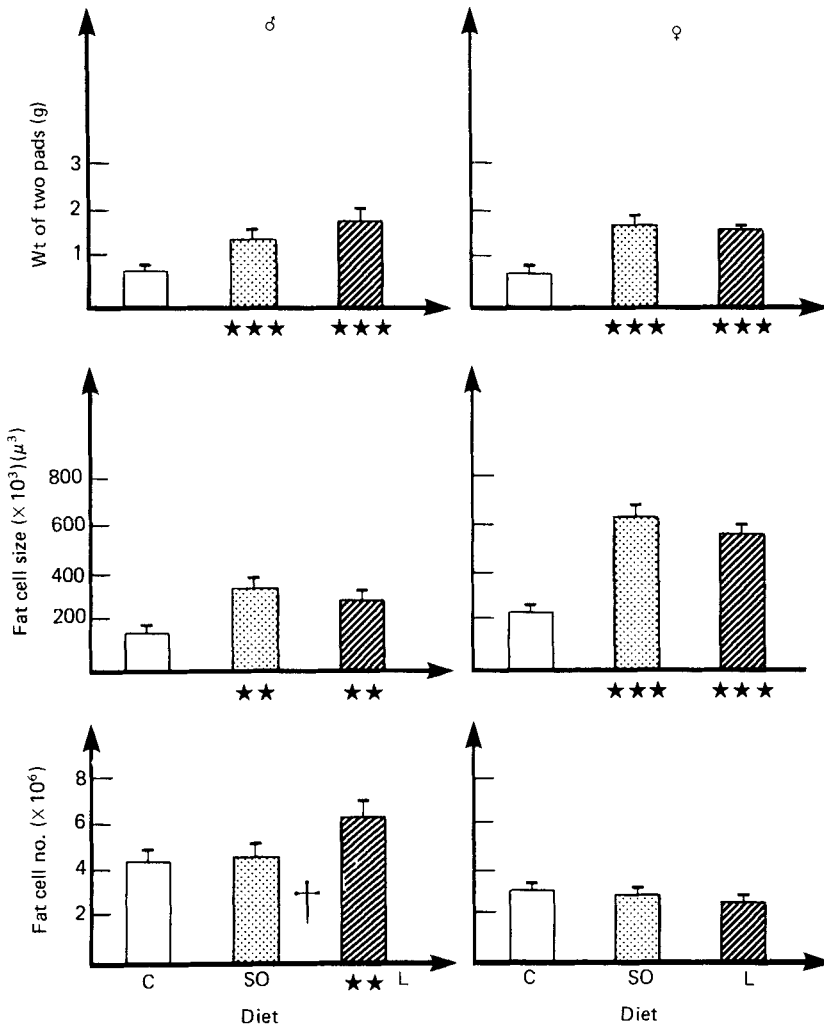 ♂ ♀
Wt of two pads (g)
3
2
1
★★★ ★★★ ★★★ ★★★
Fat cell size (× 10³)(μ³)
800
600
400
200
★★ ★★ ★★★ ★★★
Fat cell no. (× 10⁶)
8
6
4
2
†
C SO ★★ L C SO L
Diet Diet